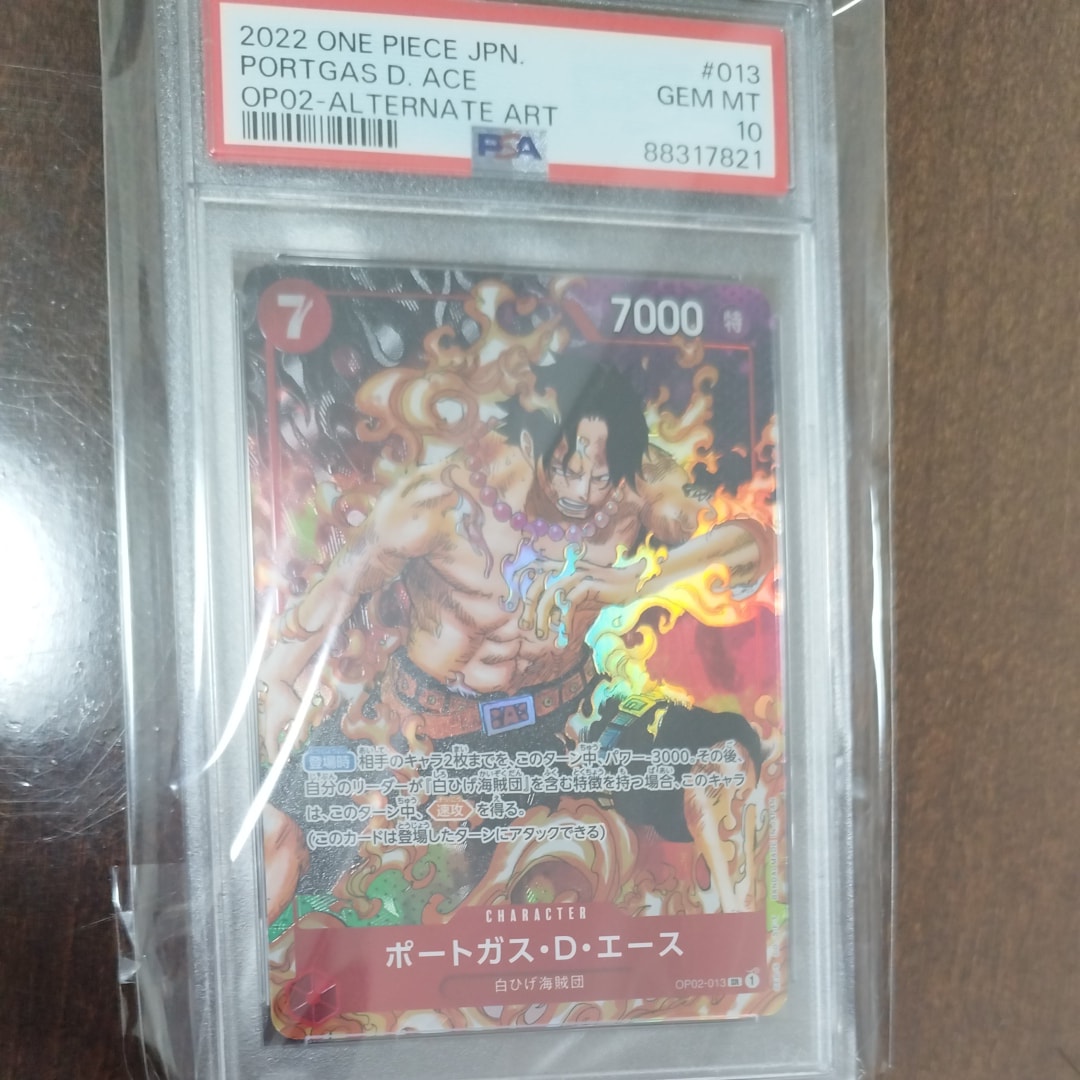 2022 ONE PIECE JPN.
#013
PORTGAS D. ACE
GEM MT
OP02-ALTERNATE ART
10
PSA
88317821
7
7000 特
登場時 相手のキャラ2枚までを、このターン中、パワー-3000。その後、
自分のリーダーが『白ひげ海賊団』を含む特徴を持つ場合、このキャラ
は、このターン中、速攻を得る。
(このカードは登場したターンにアタックできる)
CHARACTER
ポートガス・D・エース
白ひげ海賊団
OP02-013 SR 1